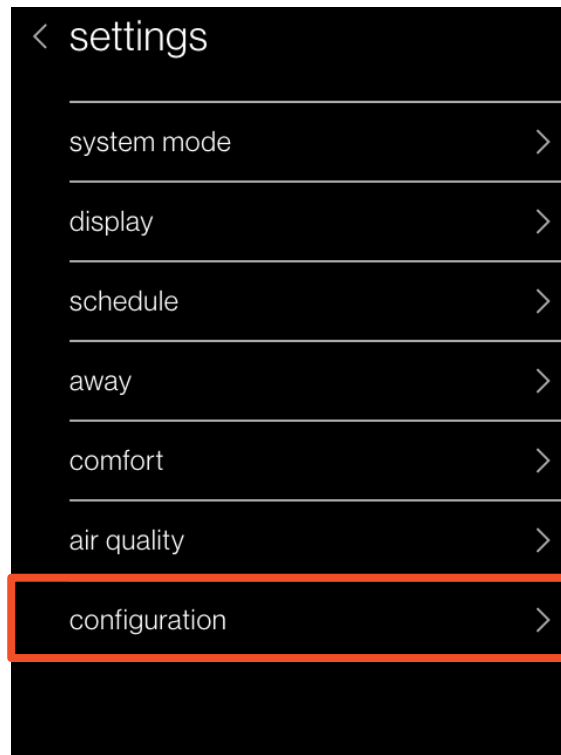 settings
system mode
display
schedule
away
comfort
air quality
configuration